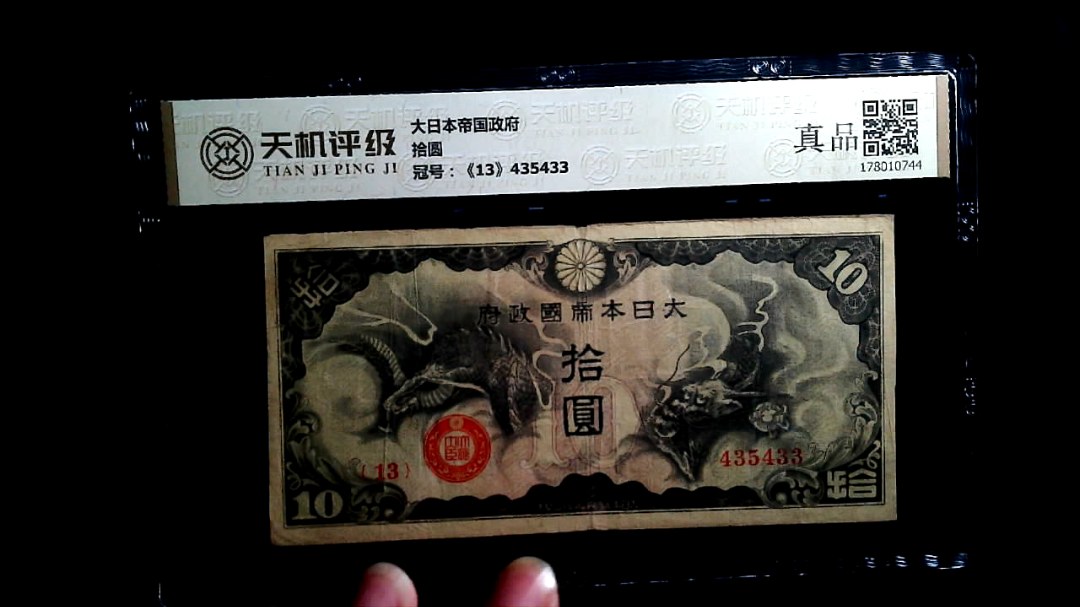 天机评级
TIAN JI PING JI
大日本帝国政府
拾圆
冠号：《13》435433
真品
178010744
拾
10
府政國帝本日大
拾
圓
10
{13}
435433
10
拾